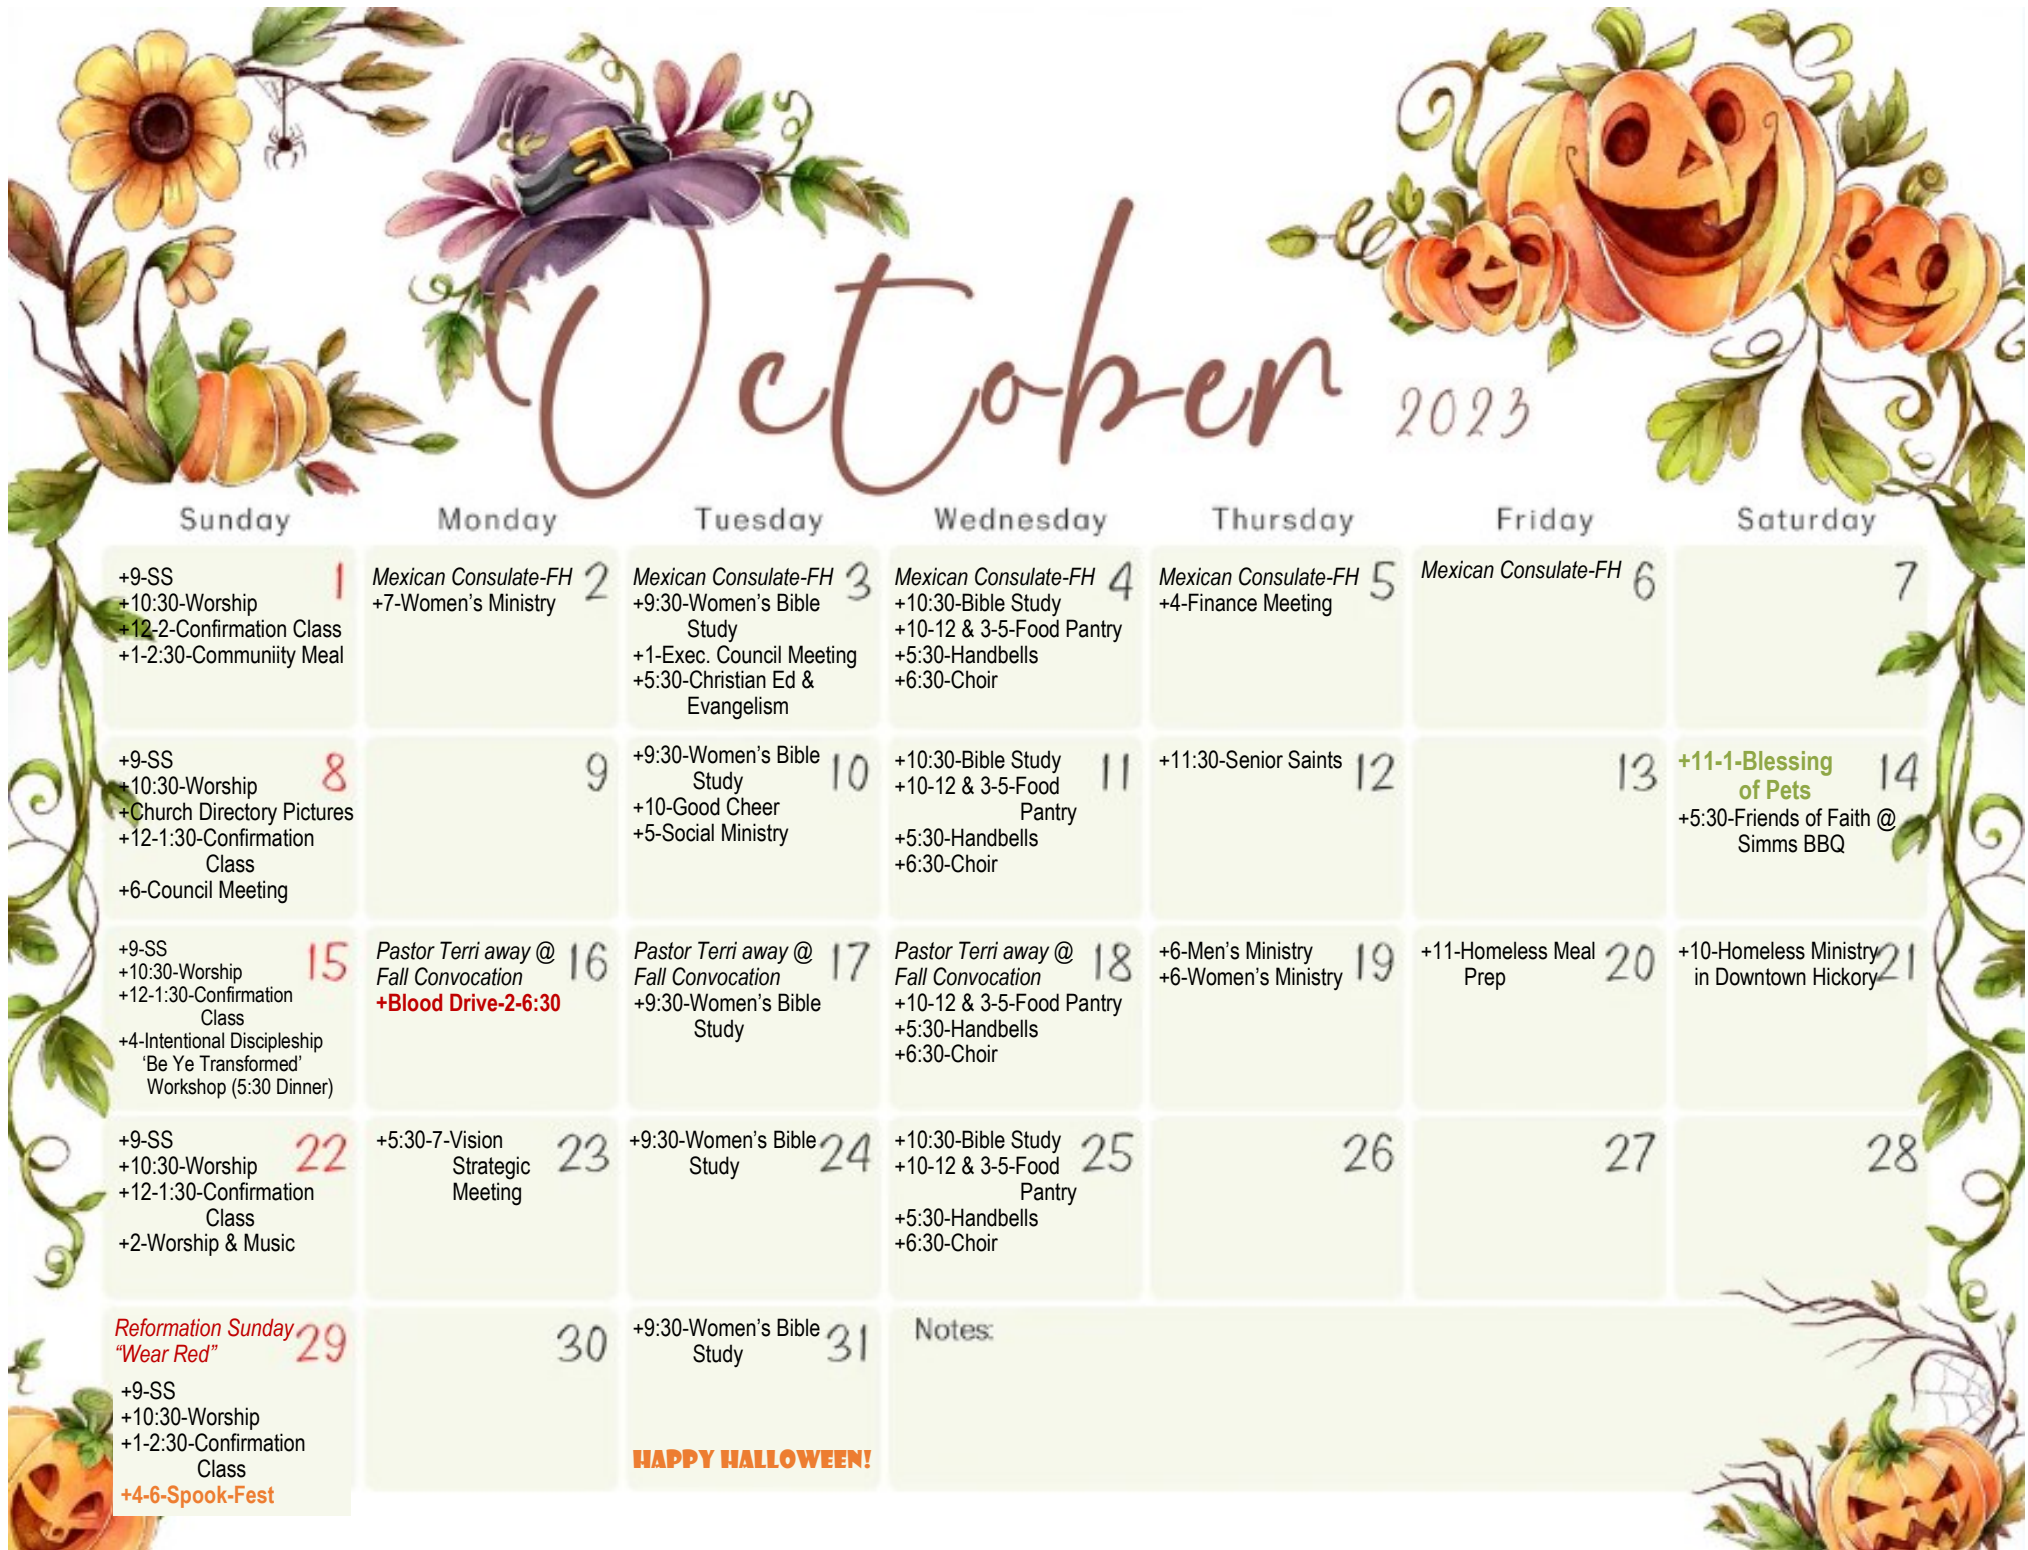 October 2023
Sunday Monday Tuesday Wednesday Thursday Friday Saturday
1
+9-SS
+10:30-Worship
+12-2-Confirmation Class
+1-2:30-Communiity Meal
2
Mexican Consulate-FH
+7-Women's Ministry
3
Mexican Consulate-FH
+9:30-Women's Bible
Study
+1-Exec. Council Meeting
+5:30-Christian Ed &
Evangelism
4
Mexican Consulate-FH
+10:30-Bible Study
+10-12 & 3-5-Food Pantry
+5:30-Handbells
+6:30-Choir
5
Mexican Consulate-FH
+4-Finance Meeting
6
Mexican Consulate-FH
7
8
+9-SS
+10:30-Worship
+Church Directory Pictures
+12-1:30-Confirmation
Class
+6-Council Meeting
9
10
+9:30-Women's Bible
Study
+10-Good Cheer
+5-Social Ministry
11
+10:30-Bible Study
+10-12 & 3-5-Food
Pantry
+5:30-Handbells
+6:30-Choir
12
+11:30-Senior Saints
13
14
+11-1-Blessing
of Pets
+5:30-Friends of Faith @
Simms BBQ
15
+9-SS
+10:30-Worship
+12-1:30-Confirmation
Class
+4-Intentional Discipleship
‘Be Ye Transformed’
Workshop (5:30 Dinner)
16
Pastor Terri away @
Fall Convocation
+Blood Drive-2-6:30
17
Pastor Terri away @
Fall Convocation
+9:30-Women's Bible
Study
18
Pastor Terri away @
Fall Convocation
+10-12 & 3-5-Food Pantry
+5:30-Handbells
+6:30-Choir
19
+6-Men's Ministry
+6-Women's Ministry
20
+11-Homeless Meal
Prep
21
+10-Homeless Ministry
in Downtown Hickory
22
+9-SS
+10:30-Worship
+12-1:30-Confirmation
Class
+2-Worship & Music
23
+5:30-7-Vision
Strategic
Meeting
24
+9:30-Women's Bible
Study
25
+10:30-Bible Study
+10-12 & 3-5-Food
Pantry
+5:30-Handbells
+6:30-Choir
26
27
28
29
Reformation Sunday
“Wear Red”
+9-SS
+10:30-Worship
+1-2:30-Confirmation
Class
+4-6-Spook-Fest
30
31
+9:30-Women's Bible
Study
HAPPY HALLOWEEN!
Notes: